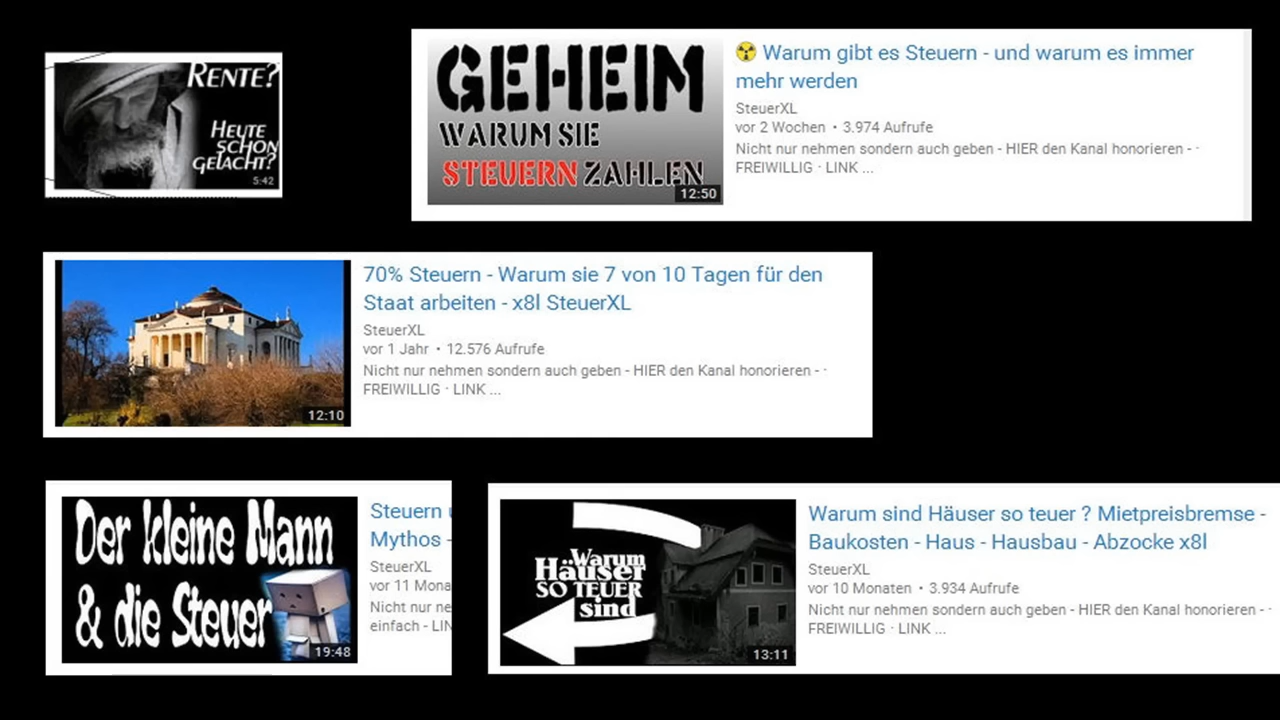 RENTE?
HEUTE
SCHON
GELACHT?
5:42
GEHEIM
WARUM SIE
STEUERN ZAHLEN
12:50
Warum gibt es Steuern - und warum es immer
mehr werden
SteuerXL
vor 2 Wochen • 3.974 Aufrufe
Nicht nur nehmen sondern auch geben - HIER den Kanal honorieren - ·
FREIWILLIG · LINK ...
12:10
70% Steuern - Warum sie 7 von 10 Tagen für den
Staat arbeiten - x8l SteuerXL
SteuerXL
vor 1 Jahr • 12.576 Aufrufe
Nicht nur nehmen sondern auch geben - HIER den Kanal honorieren - ·
FREIWILLIG · LINK ...
Der kleine Mann
& die Steuer
19:48
Steuern
Mythos -
SteuerXL
vor 11 Mona
Nicht nur ne
einfach - LIN
Warum
Häuser
SO TEUER
sind
13:11
Warum sind Häuser so teuer ? Mietpreisbremse -
Baukosten - Haus - Hausbau - Abzocke x8l
SteuerXL
vor 10 Monaten • 3.934 Aufrufe
Nicht nur nehmen sondern auch geben - HIER den Kanal honorieren - ·
FREIWILLIG · LINK ...